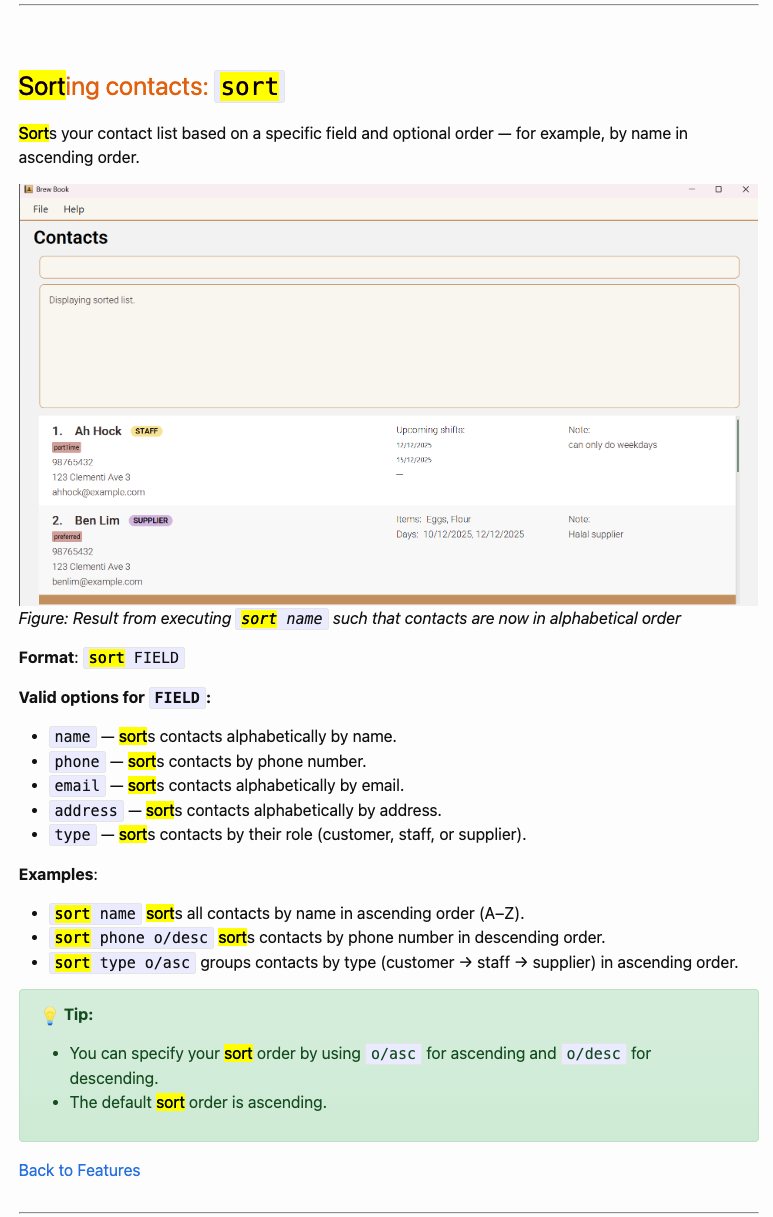 Sorting contacts: sort
Sorts your contact list based on a specific field and optional order — for example, by name in
ascending order.
Brew Book
File Help
Contacts
Displaying sorted list.
1. Ah Hock STAFF
partTime
98765432
123 Clementi Ave 3
ahhock@example.com
Upcoming shifts:
12/12/2025
15/12/2025
—
Note:
can only do weekdays
2. Ben Lim SUPPLIER
preferred
98765432
123 Clementi Ave 3
benlim@example.com
Items: Eggs, Flour
Days: 10/12/2025, 12/12/2025
Note:
Halal supplier
Figure: Result from executing sort name such that contacts are now in alphabetical order
Format: sort FIELD
Valid options for FIELD:
• name — sorts contacts alphabetically by name.
• phone — sorts contacts by phone number.
• email — sorts contacts alphabetically by email.
• address — sorts contacts alphabetically by address.
• type — sorts contacts by their role (customer, staff, or supplier).
Examples:
• sort name sorts all contacts by name in ascending order (A–Z).
• sort phone o/desc sorts contacts by phone number in descending order.
• sort type o/asc groups contacts by type (customer → staff → supplier) in ascending order.
💡 Tip:
• You can specify your sort order by using o/asc for ascending and o/desc for
descending.
• The default sort order is ascending.
Back to Features